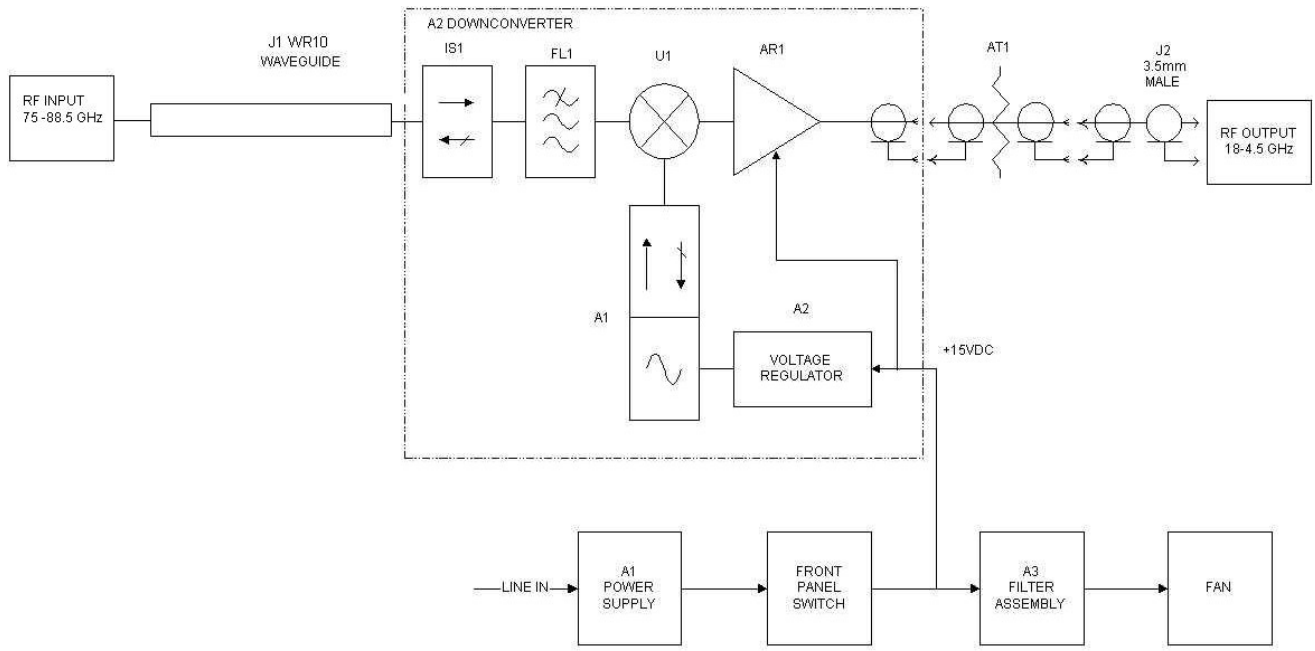 A2 DOWNCONVERTER
J1 WR10
WAVEGUIDE
IS1
FL1
U1
AR1
AT1
J2
3.5mm
MALE
RF INPUT
75 -88.5 GHz
RF OUTPUT
18-4.5 GHz
A1
A2
VOLTAGE
REGULATOR
+15VDC
LINE IN
A1
POWER
SUPPLY
FRONT
PANEL
SWITCH
A3
FILTER
ASSEMBLY
FAN